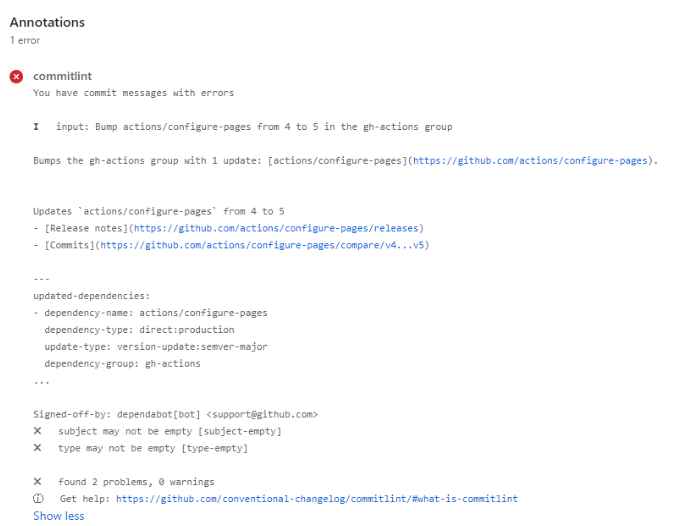 Annotations
1 error
commitlint
You have commit messages with errors
⧗ input: Bump actions/configure-pages from 4 to 5 in the gh-actions group
Bumps the gh-actions group with 1 update: [actions/configure-pages](https://github.com/actions/configure-pages).
Updates `actions/configure-pages` from 4 to 5
- [Release notes](https://github.com/actions/configure-pages/releases)
- [Commits](https://github.com/actions/configure-pages/compare/v4...v5)
---
updated-dependencies:
- dependency-name: actions/configure-pages
  dependency-type: direct:production
  update-type: version-update:semver-major
  dependency-group: gh-actions
...
Signed-off-by: dependabot[bot] <support@github.com>
✖ subject may not be empty [subject-empty]
✖ type may not be empty [type-empty]
✖ found 2 problems, 0 warnings
ⓘ Get help: https://github.com/conventional-changelog/commitlint/#what-is-commitlint
Show less